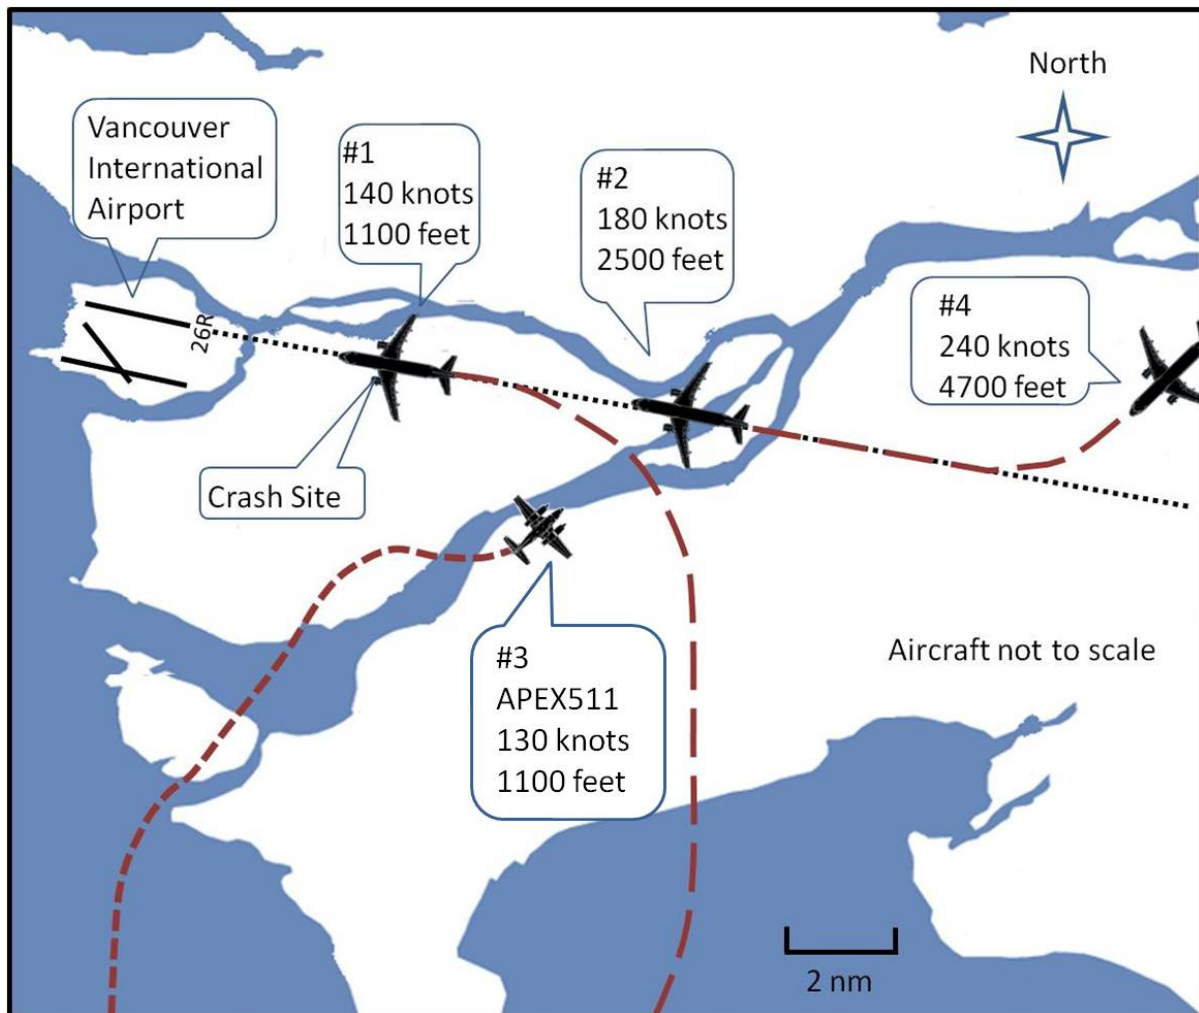 North
Vancouver
International
Airport
#1
140 knots
1100 feet
#2
180 knots
2500 feet
#4
240 knots
4700 feet
26R
Crash Site
#3
APEX511
130 knots
1100 feet
Aircraft not to scale
2 nm